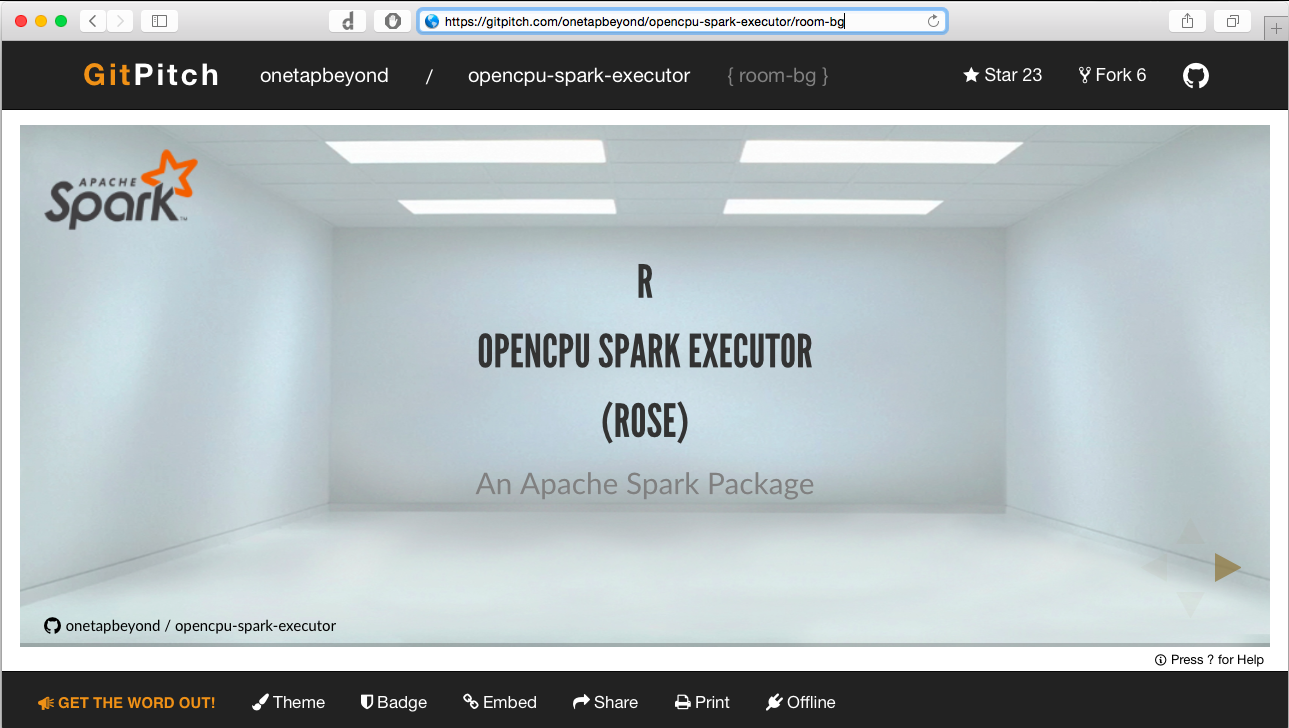 https://gitpitch.com/onetapbeyond/opencpu-spark-executor/room-bg
GitPitch onetapbeyond / opencpu-spark-executor { room-bg } Star 23 Fork 6
APACHE
Spark™
R
OPENCPU SPARK EXECUTOR
(ROSE)
An Apache Spark Package
onetapbeyond / opencpu-spark-executor
Press ? for Help
GET THE WORD OUT! Theme Badge Embed Share Print Offline